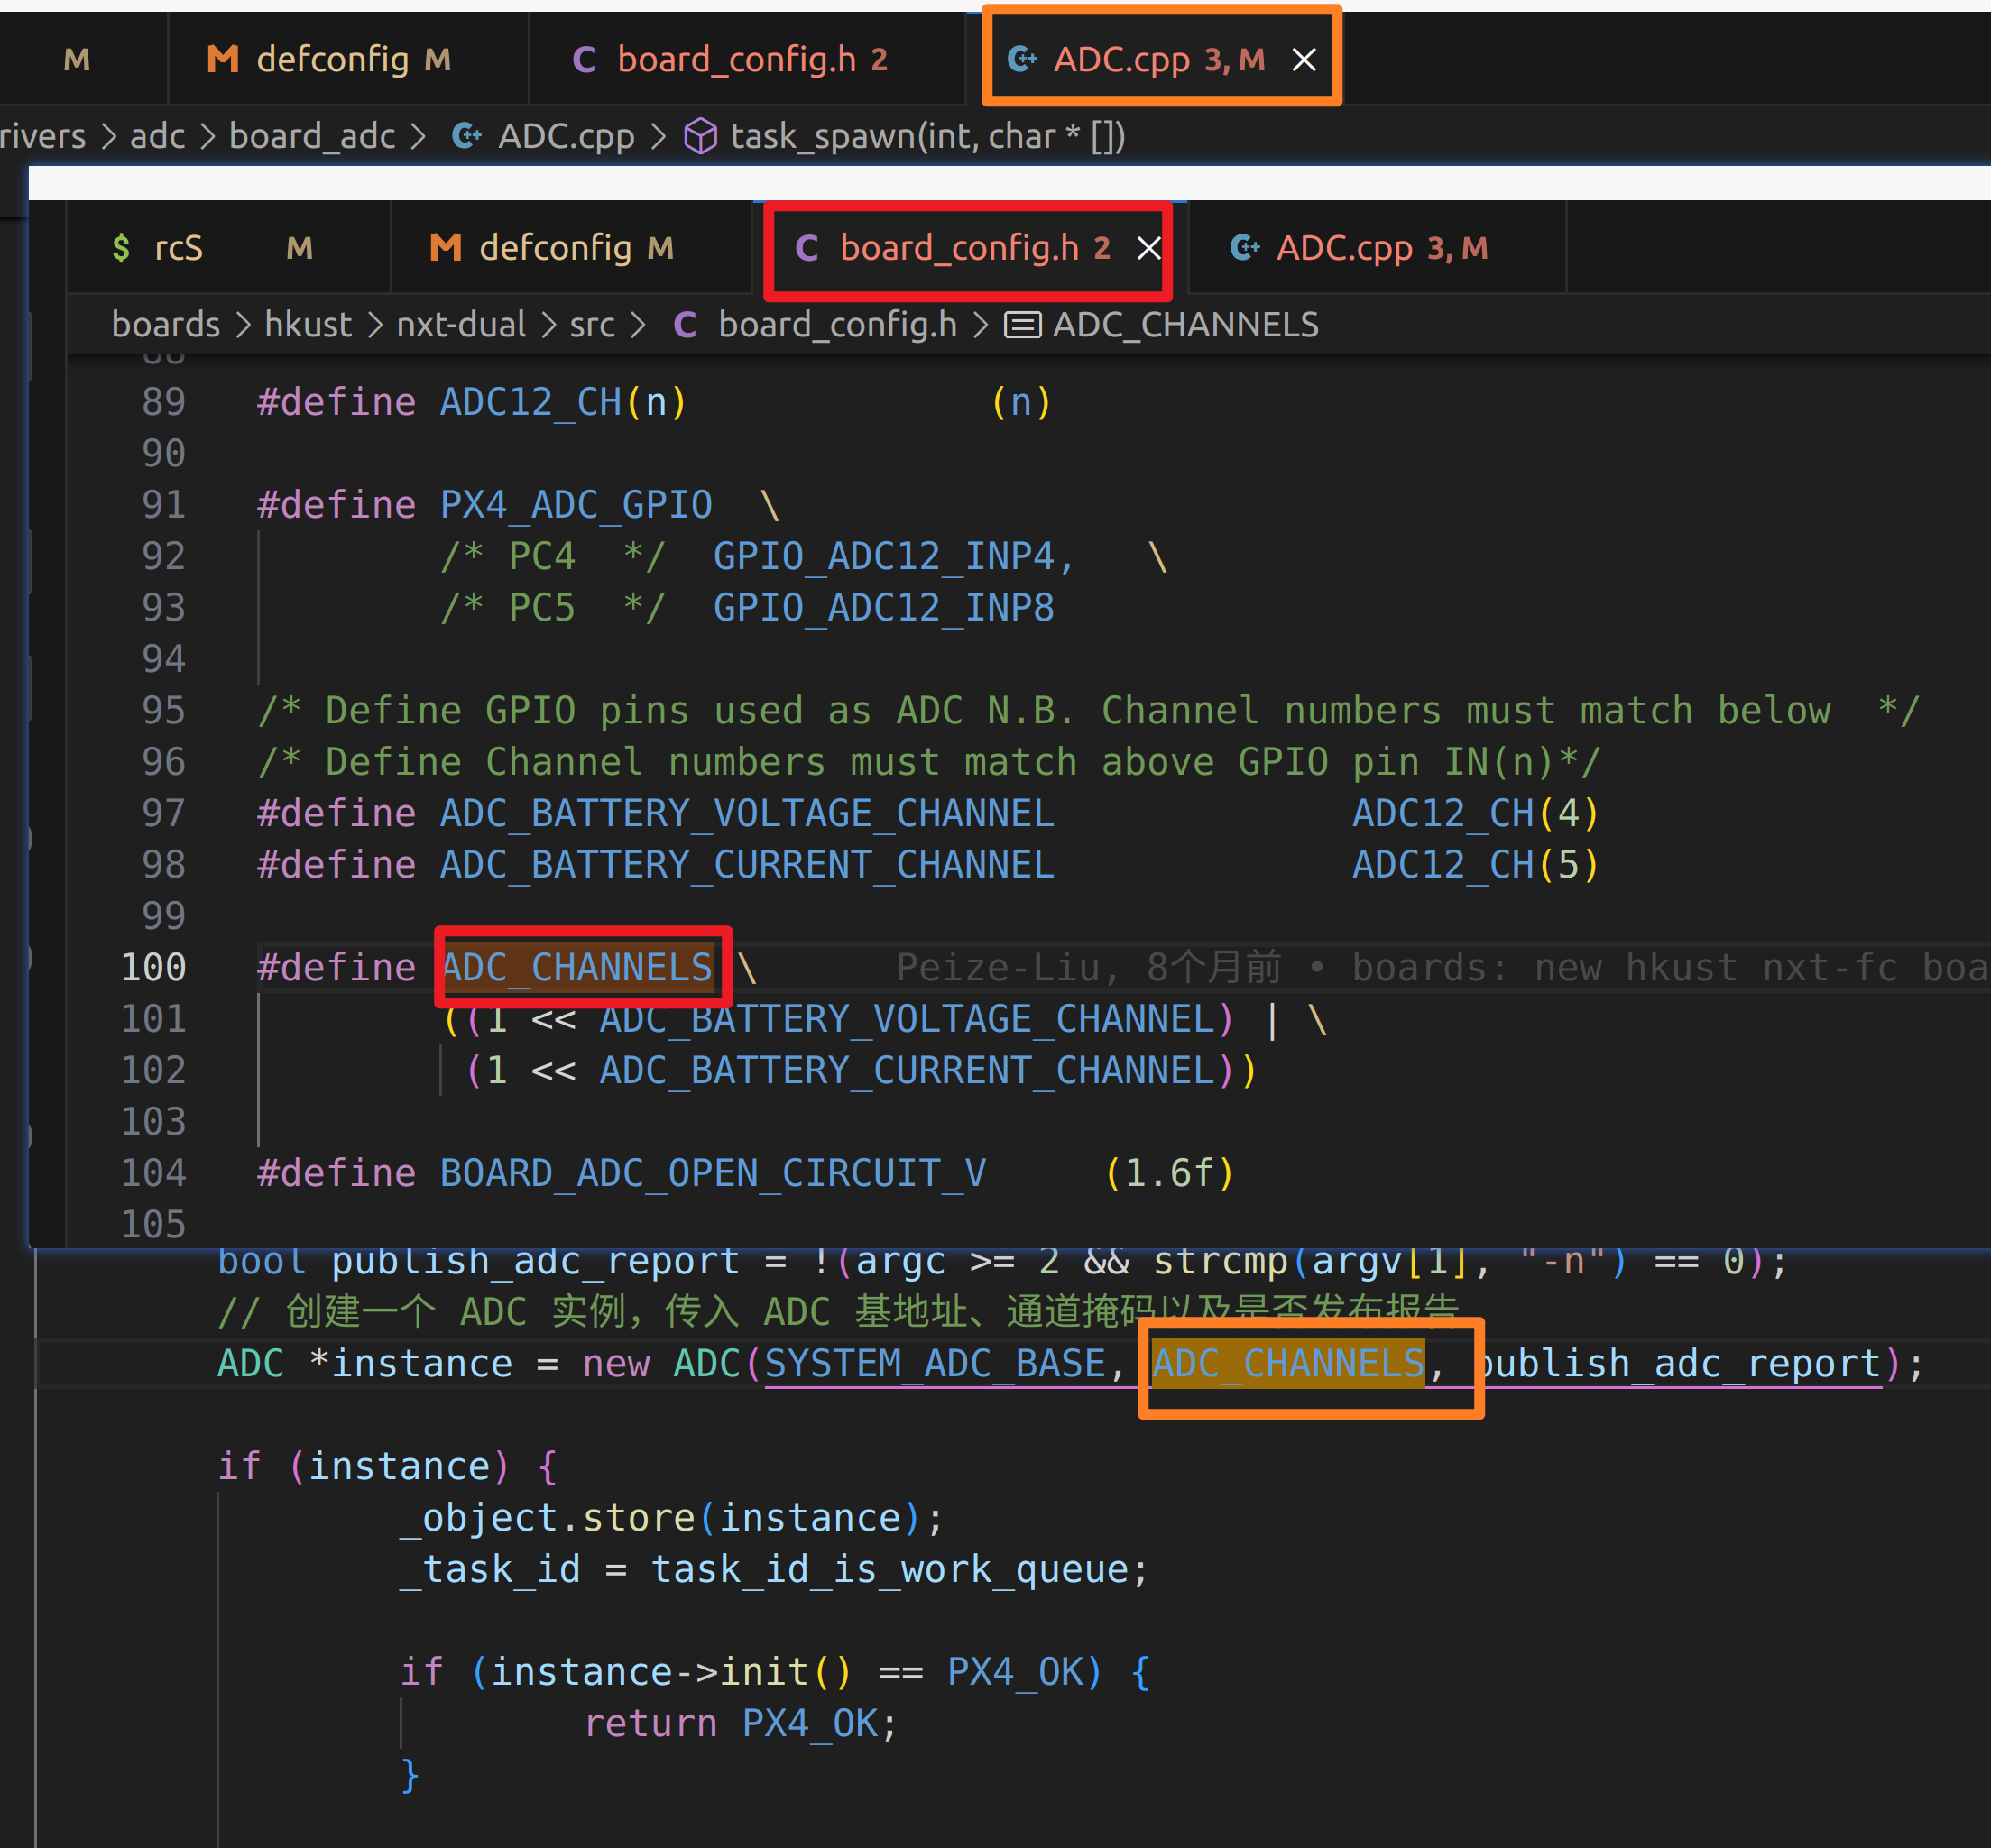 M defconfig M board_config.h 2 ADC.cpp 3, M
rivers > adc > board_adc > ADC.cpp > task_spawn(int, char * [])
$ rcS M defconfig M board_config.h 2 ADC.cpp 3, M
boards > hkust > nxt-dual > src > C board_config.h > ADC_CHANNELS
88
89 #define ADC12_CH(n) (n)
90
91 #define PX4_ADC_GPIO \
92 /* PC4 */ GPIO_ADC12_INP4, \
93 /* PC5 */ GPIO_ADC12_INP8
94
95 /* Define GPIO pins used as ADC N.B. Channel numbers must match below */
96 /* Define Channel numbers must match above GPIO pin IN(n)*/
97 #define ADC_BATTERY_VOLTAGE_CHANNEL ADC12_CH(4)
98 #define ADC_BATTERY_CURRENT_CHANNEL ADC12_CH(5)
99
100 #define ADC_CHANNELS \ Peize-Liu, 8个月前 • boards: new hkust nxt-fc boa
101 ((1 << ADC_BATTERY_VOLTAGE_CHANNEL) | \
102 (1 << ADC_BATTERY_CURRENT_CHANNEL))
103
104 #define BOARD_ADC_OPEN_CIRCUIT_V (1.6f)
105
bool publish_adc_report = !(argc >= 2 && strcmp(argv[1], "-n") == 0);
// 创建一个 ADC 实例，传入 ADC 基地址、通道掩码以及是否发布报告
ADC *instance = new ADC(SYSTEM_ADC_BASE, ADC_CHANNELS, publish_adc_report);
if (instance) {
_object.store(instance);
_task_id = task_id_is_work_queue;
if (instance->init() == PX4_OK) {
return PX4_OK;
}